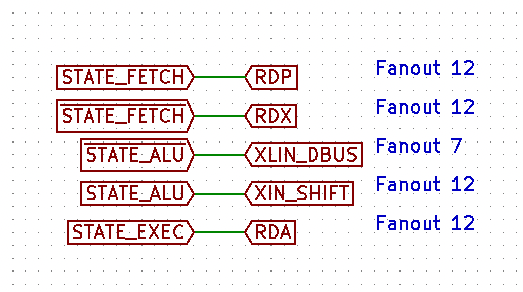 STATE_FETCH RDP Fanout 12
STATE_FETCH RDX Fanout 12
STATE_ALU XLIN_DBUS Fanout 7
STATE_ALU XIN_SHIFT Fanout 12
STATE_EXEC RDA Fanout 12